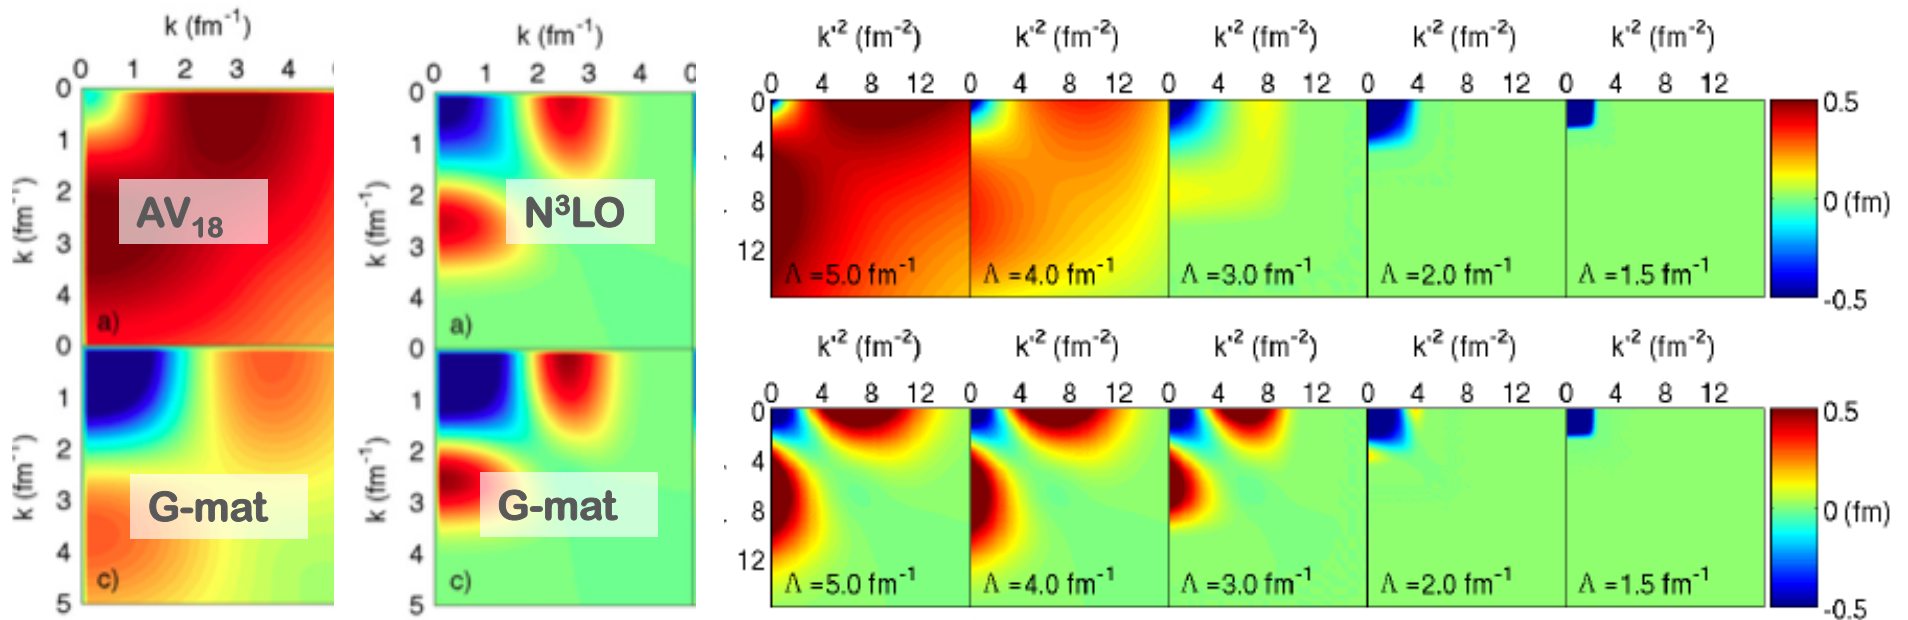 k (fm⁻¹)
0 1 2 3 4
0
1
2
3
4
k (fm⁻¹)
AV₁₈
a)
0
1
2
3
4
5
k (fm⁻¹)
G-mat
c)
k (fm⁻¹)
0 1 2 3 0
0
1
2
3
4
k (fm⁻¹)
N³LO
a)
0
1
2
3
4
5
k (fm⁻¹)
G-mat
c)
k'² (fm⁻²) k'² (fm⁻²) k'² (fm⁻²) k'² (fm⁻²) k'² (fm⁻²)
0 4 8 12 0 4 8 12 0 4 8 12 0 4 8 12 0 4 8 12
0
4
8
12
Λ =5.0 fm⁻¹ Λ =4.0 fm⁻¹ Λ =3.0 fm⁻¹ Λ =2.0 fm⁻¹ Λ =1.5 fm⁻¹
0.5
0 (fm)
-0.5
k'² (fm⁻²) k'² (fm⁻²) k'² (fm⁻²) k'² (fm⁻²) k'² (fm⁻²)
0 4 8 12 0 4 8 12 0 4 8 12 0 4 8 12 0 4 8 12
0
4
8
12
Λ =5.0 fm⁻¹ Λ =4.0 fm⁻¹ Λ =3.0 fm⁻¹ Λ =2.0 fm⁻¹ Λ =1.5 fm⁻¹
0.5
0 (fm)
-0.5